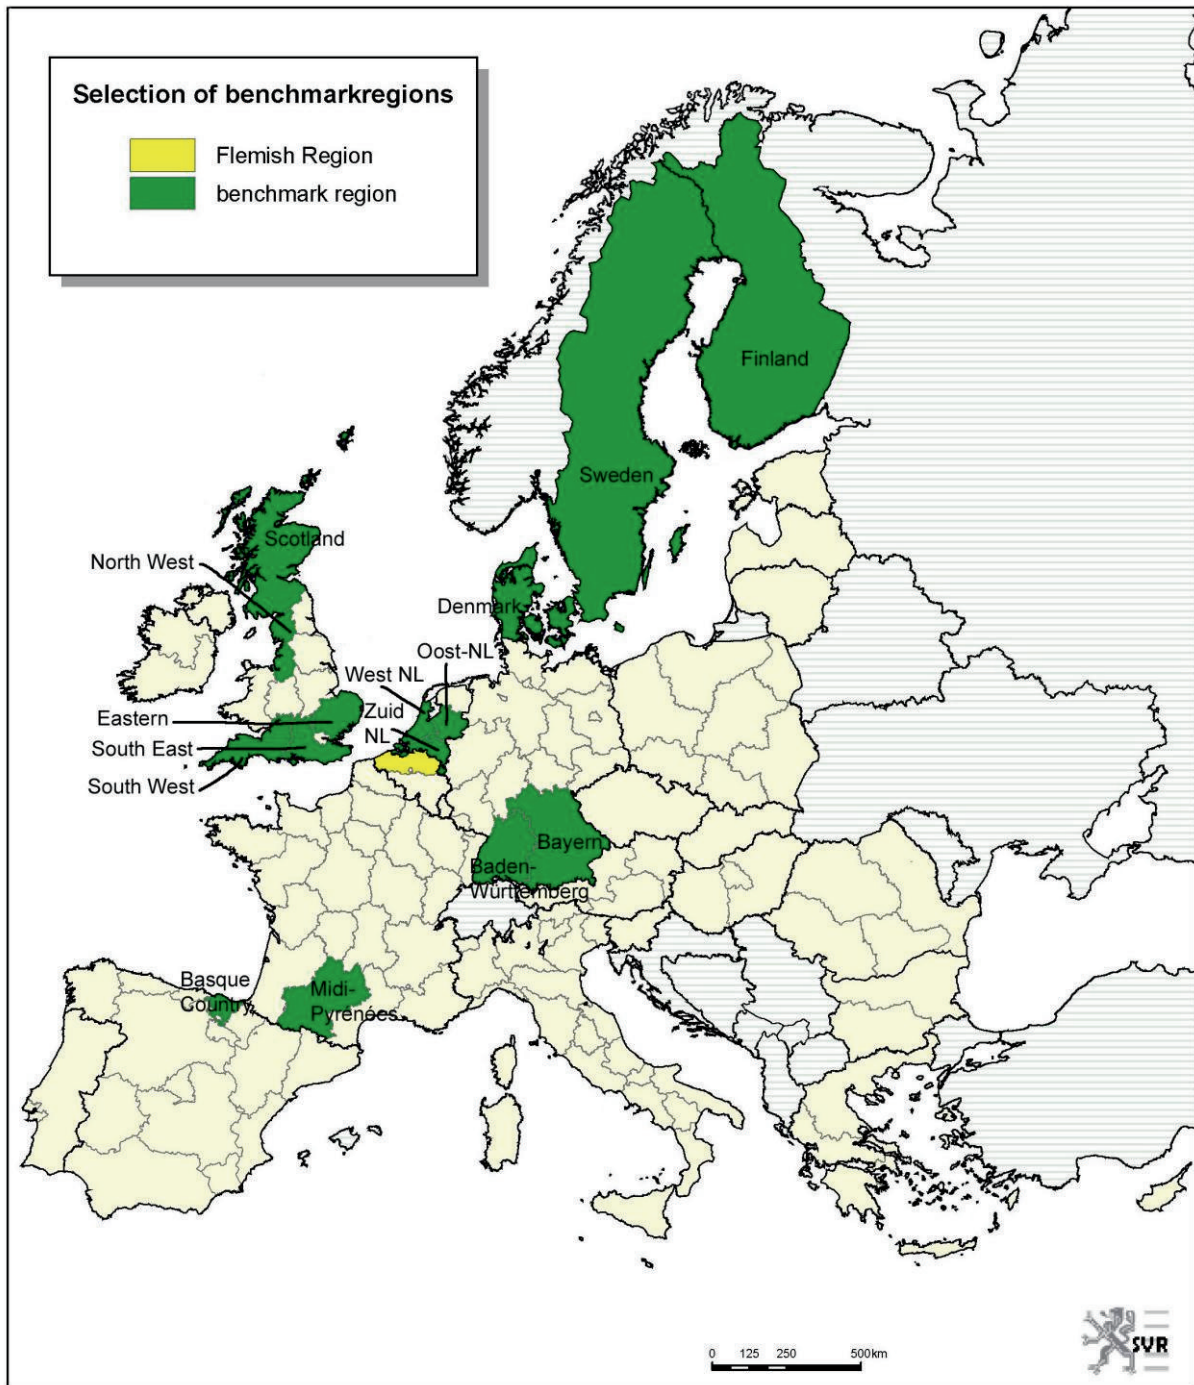 Selection of benchmarkregions
Flemish Region
benchmark region
Finland
Sweden
Scotland
North West
Denmark
Oost-NL
West NL
Zuid
NL
Eastern
South East
South West
Bayern
Baden-
Württemberg
Basque
Country
Midi-
Pyrénées
0 125 250 500km
SVR